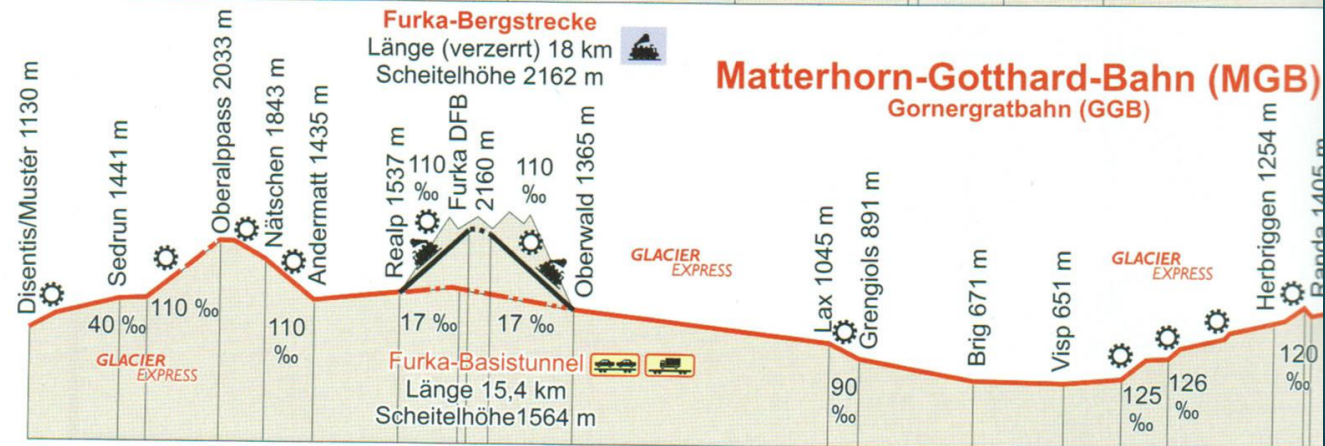 Furka-Bergstrecke
Länge (verzerrt) 18 km
Scheitelhöhe 2162 m
Matterhorn-Gotthard-Bahn (MGB)
Gornergratbahn (GGB)
Disentis/Mustér 1130 m
Sedrun 1441 m
Oberalppass 2033 m
Nätschen 1843 m
Andermatt 1435 m
Realp 1537 m
110
‰
Furka DFB
2160 m
110
‰
Oberwald 1365 m
GLACIER
EXPRESS
Lax 1045 m
Grengiols 891 m
Brig 671 m
Visp 651 m
GLACIER
EXPRESS
Herbriggen 1254 m
Randa 1405 m
40 ‰
110 ‰
110
‰
17 ‰
17 ‰
GLACIER
EXPRESS
Furka-Basistunnel
Länge 15,4 km
Scheitelhöhe1564 m
90
‰
125
‰
126
‰
120
‰